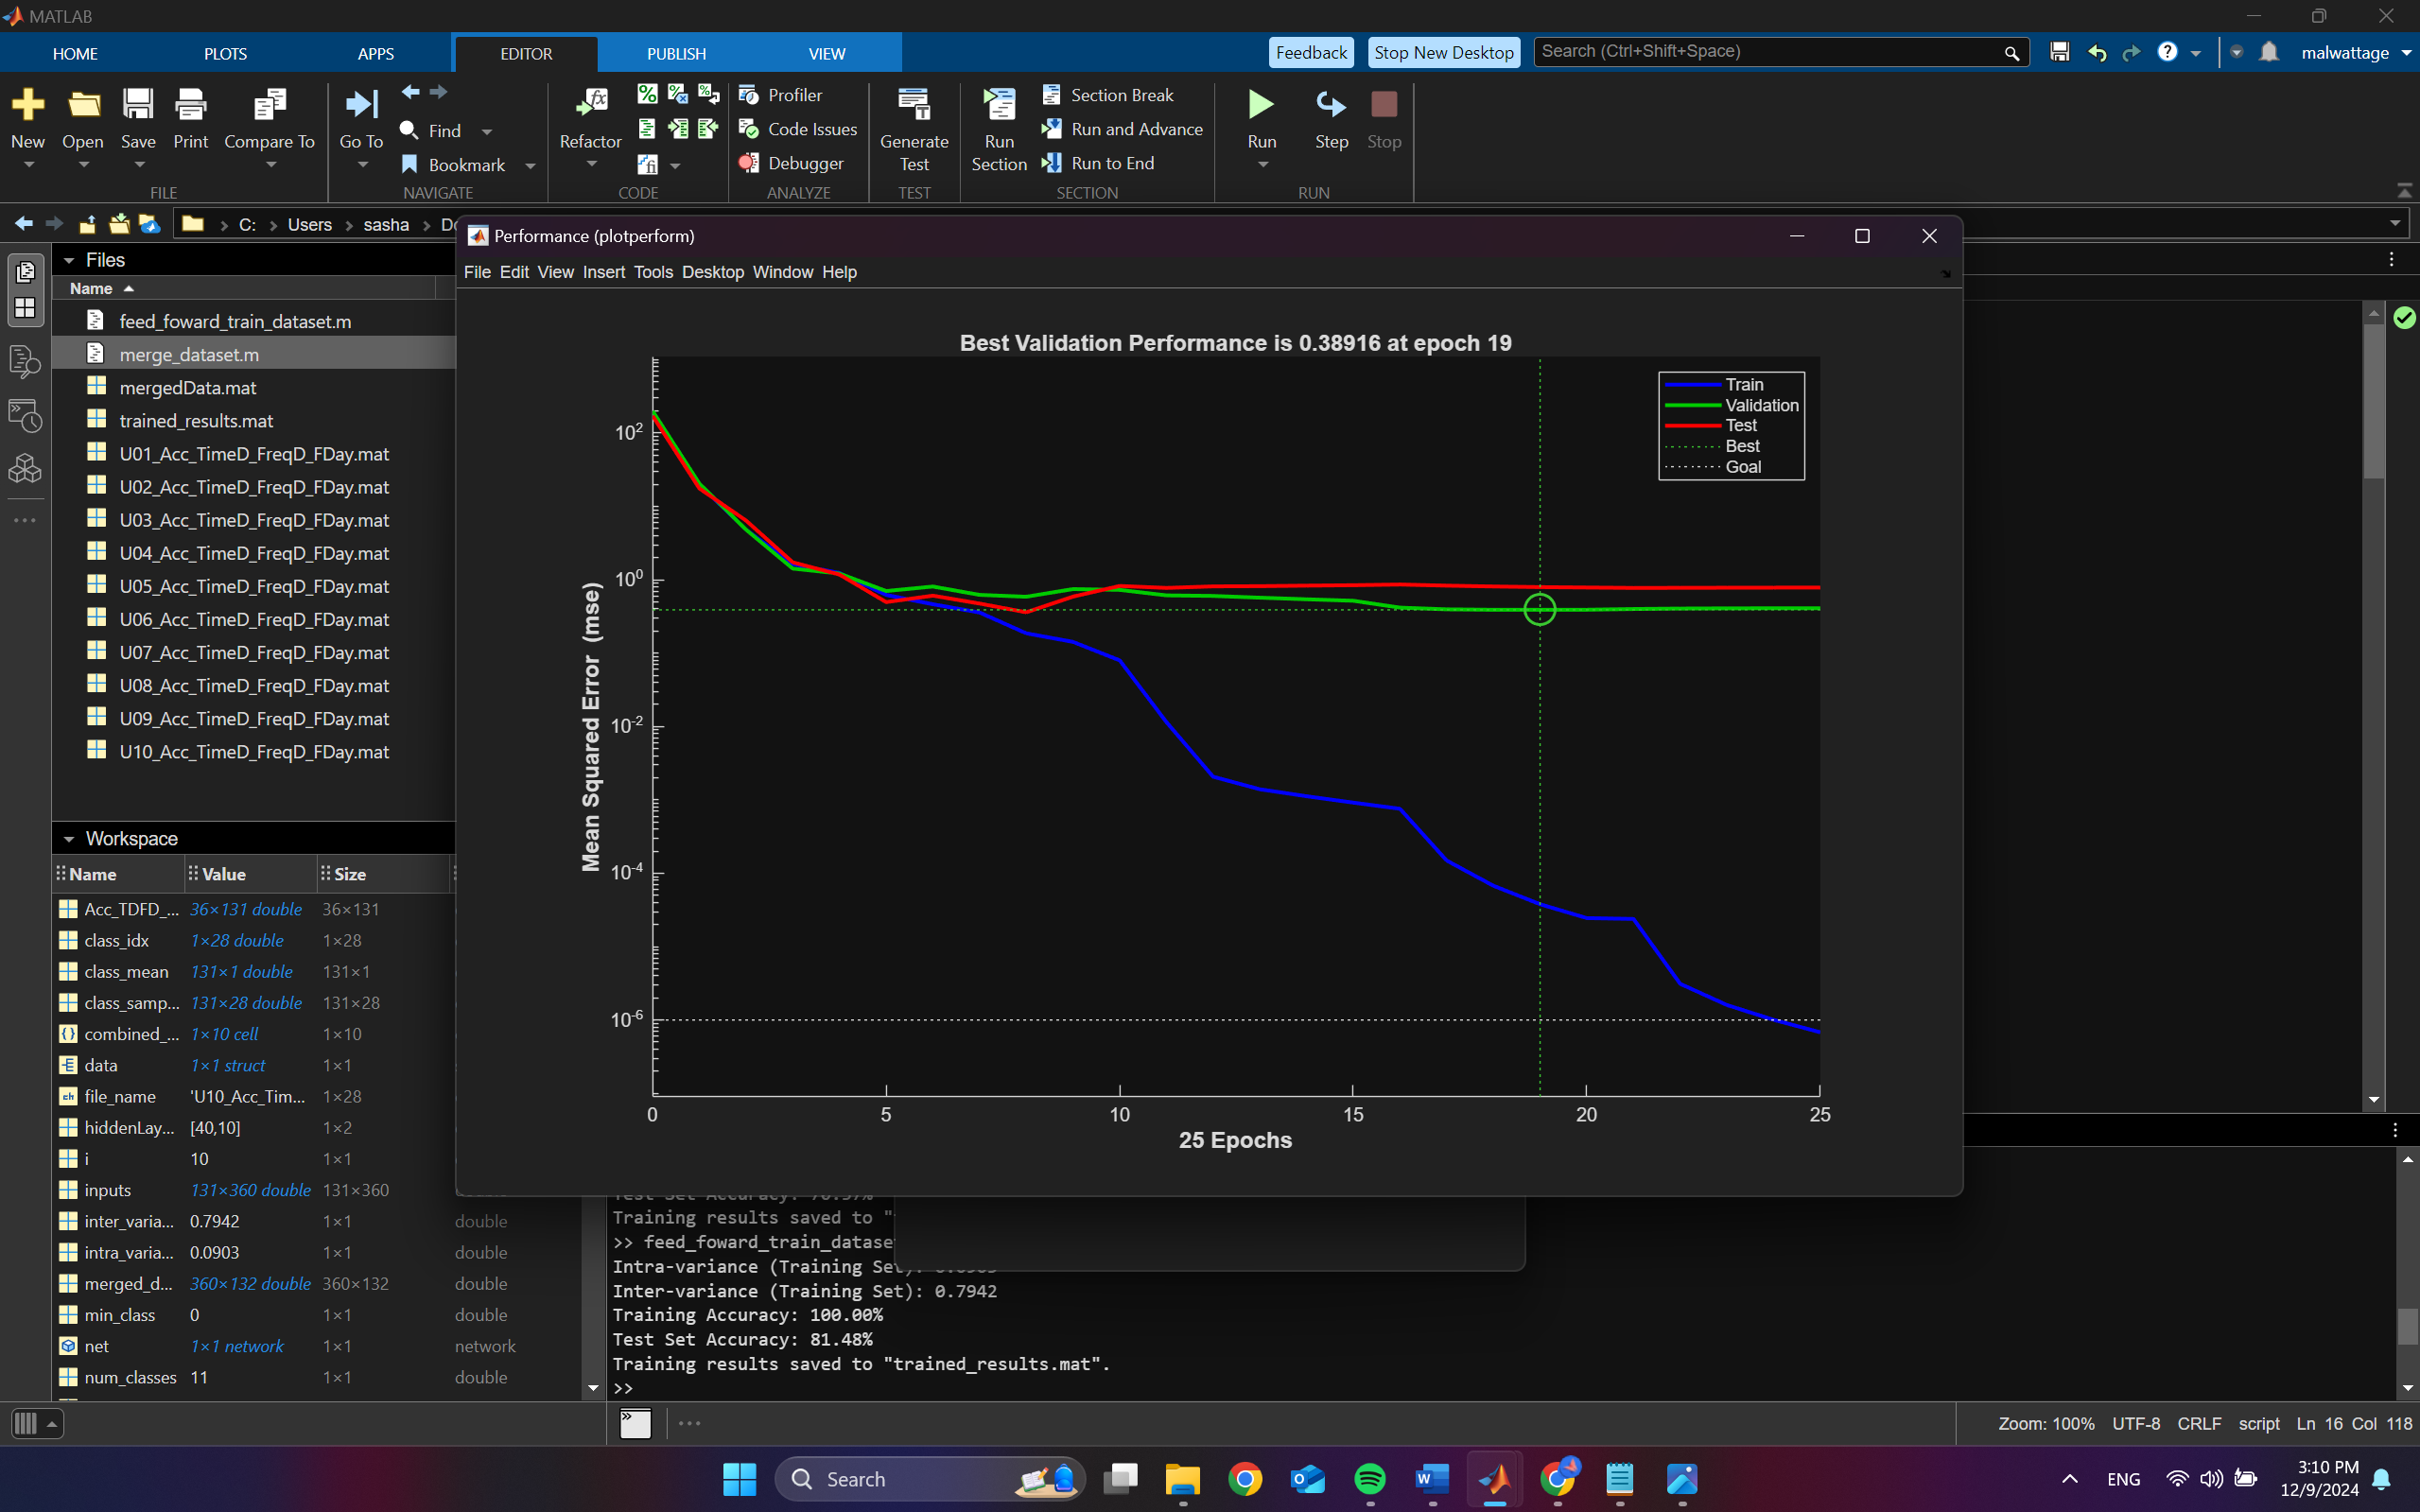 MATLAB
HOME PLOTS APPS EDITOR PUBLISH VIEW
Feedback Stop New Desktop Search (Ctrl+Shift+Space) malwattage
New Open Save Print Compare To
Go To Find Bookmark
Refactor
Profiler
Code Issues
Debugger
Generate Test
Run Section
Section Break
Run and Advance
Run to End
Run Step Stop
FILE NAVIGATE CODE ANALYZE TEST SECTION RUN
C: Users sasha
Files
Name
feed_foward_train_dataset.m
merge_dataset.m
mergedData.mat
trained_results.mat
U01_Acc_TimeD_FreqD_FDay.mat
U02_Acc_TimeD_FreqD_FDay.mat
U03_Acc_TimeD_FreqD_FDay.mat
U04_Acc_TimeD_FreqD_FDay.mat
U05_Acc_TimeD_FreqD_FDay.mat
U06_Acc_TimeD_FreqD_FDay.mat
U07_Acc_TimeD_FreqD_FDay.mat
U08_Acc_TimeD_FreqD_FDay.mat
U09_Acc_TimeD_FreqD_FDay.mat
U10_Acc_TimeD_FreqD_FDay.mat
Workspace
Name Value Size
Acc_TDFD_... 36×131 double 36×131
class_idx 1×28 double 1×28
class_mean 131×1 double 131×1
class_samp... 131×28 double 131×28
combined_... 1×10 cell 1×10
data 1×1 struct 1×1
file_name 'U10_Acc_Tim... 1×28
hiddenLay... [40,10] 1×2
i 10 1×1
inputs 131×360 double 131×360
inter_varia... 0.7942 1×1 double
intra_varia... 0.0903 1×1 double
merged_d... 360×132 double 360×132 double
min_class 0 1×1 double
net 1×1 network 1×1 network
num_classes 11 1×1 double
Performance (plotperform)
File Edit View Insert Tools Desktop Window Help
Best Validation Performance is 0.38916 at epoch 19
Train
Validation
Test
Best
Goal
Mean Squared Error (mse)
10²
10⁰
10⁻²
10⁻⁴
10⁻⁶
0 5 10 15 20 25
25 Epochs
Training results saved to "
>> feed_foward_train_datase
Intra-variance (Training Set):
Inter-variance (Training Set): 0.7942
Training Accuracy: 100.00%
Test Set Accuracy: 81.48%
Training results saved to "trained_results.mat".
>>
Zoom: 100% UTF-8 CRLF script Ln 16 Col 118
Search
ENG
3:10 PM
12/9/2024